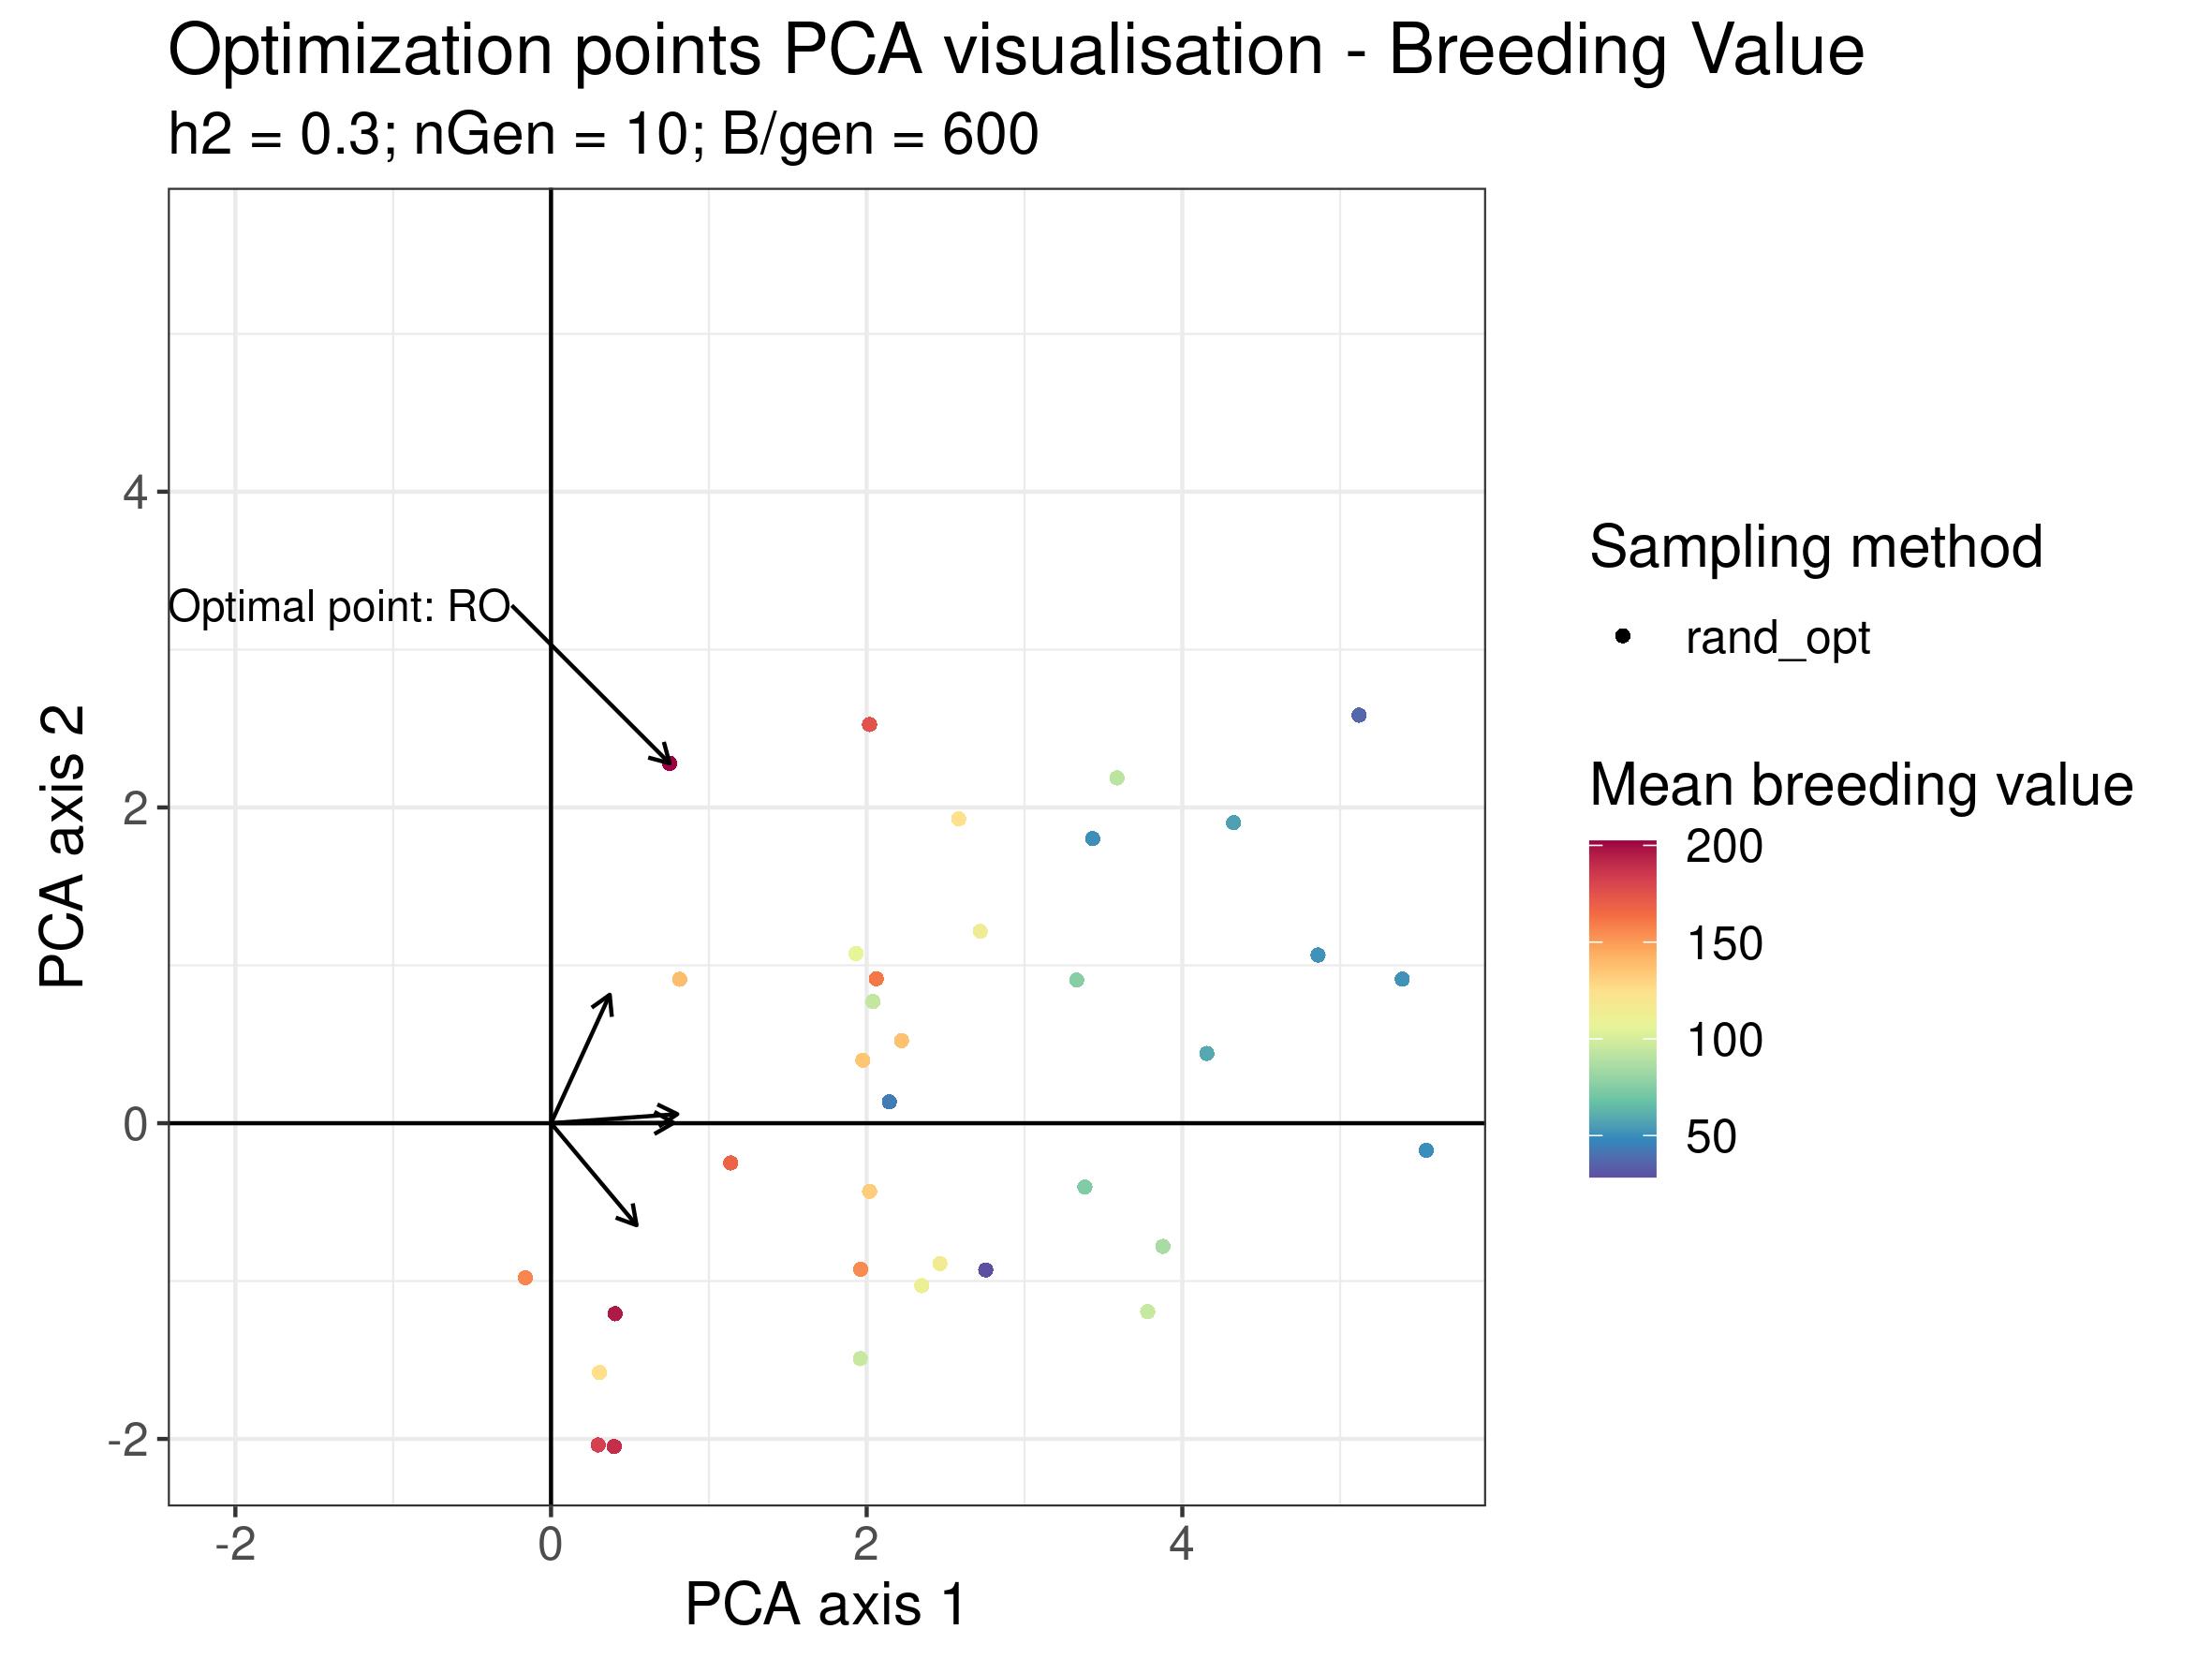 Optimization points PCA visualisation - Breeding Value
h2 = 0.3; nGen = 10; B/gen = 600
4
2
0
-2
PCA axis 2
Optimal point: RO
-2
0
2
4
PCA axis 1
Sampling method
rand_opt
Mean breeding value
200
150
100
50